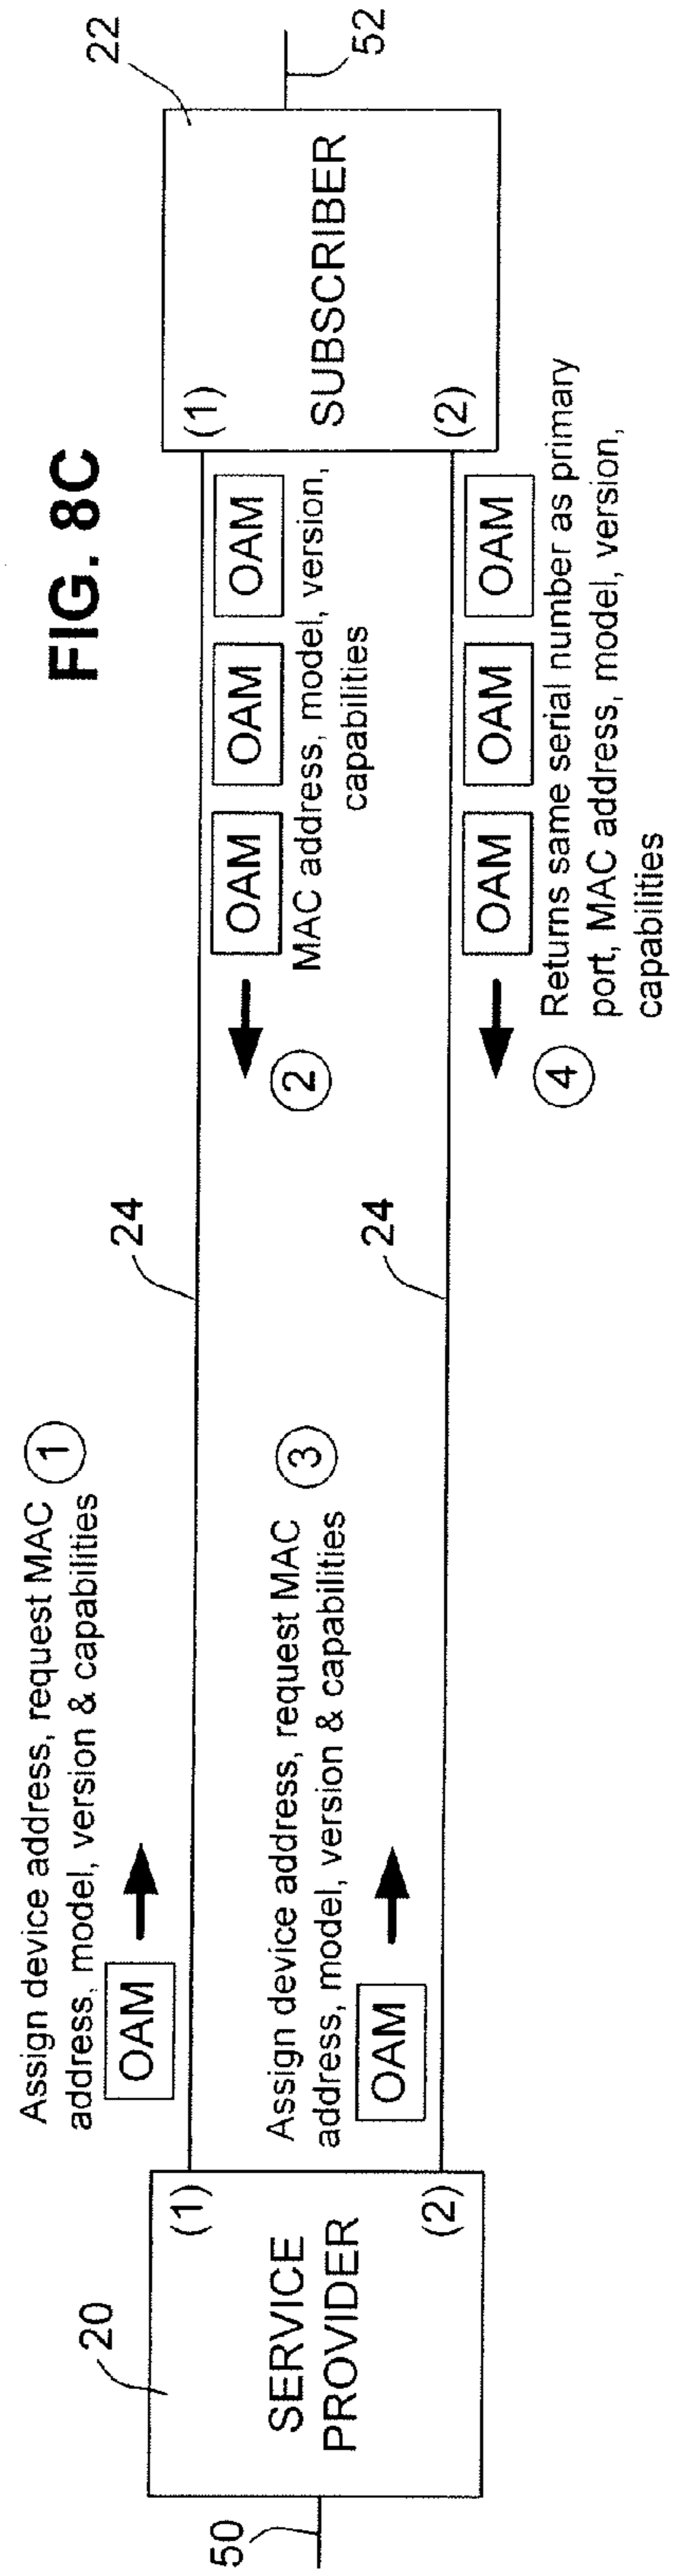 FIG. 8C
Assign device address, request MAC
address, model, version & capabilities
1
OAM
20
50
SERVICE
PROVIDER
(1)
(2)
24
OAM
OAM
OAM
2
MAC address, model, version,
capabilities
22
52
SUBSCRIBER
(1)
(2)
Assign device address, request MAC
address, model, version & capabilities
3
OAM
24
OAM
OAM
OAM
4
Returns same serial number as primary
port, MAC address, model, version,
capabilities